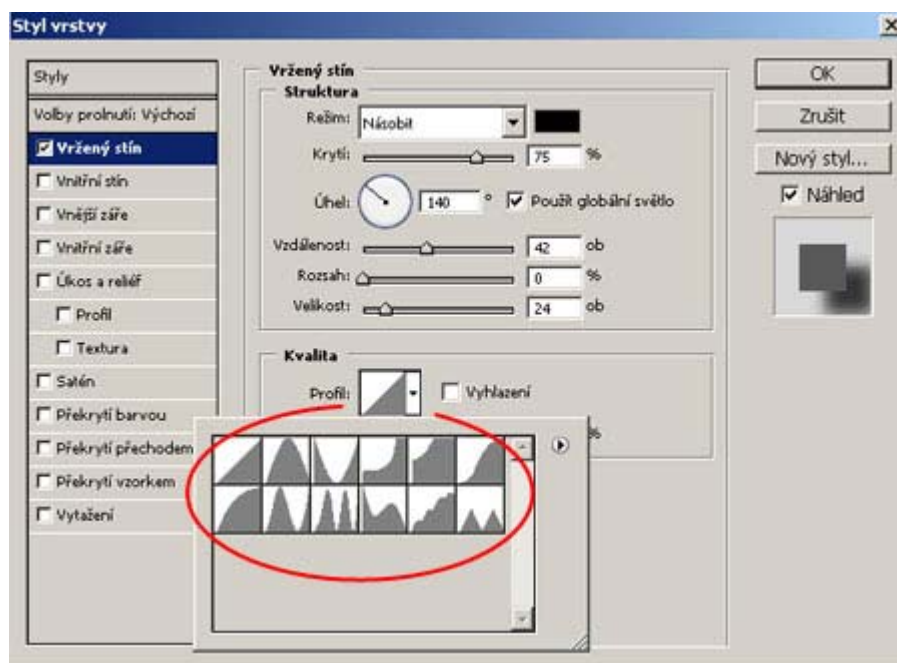 Styl vrstvy
Styly
Volby prolnutí: Výchozí
Vržený stín
Vnitřní stín
Vnější záře
Vnitřní záře
Úkos a reliéf
Profil
Textura
Satén
Překrytí barvou
Překrytí přechodem
Překrytí vzorkem
Vytažení
Vržený stín
Struktura
Režim: Násobit
Krytí: 75 %
Úhel: 140 ° Použít globální světlo
Vzdálenost: 42 ob
Rozsah: 0 %
Velikost: 24 ob
Kvalita
Profil: Vyhlazení
%
OK
Zrušit
Nový styl...
Náhled